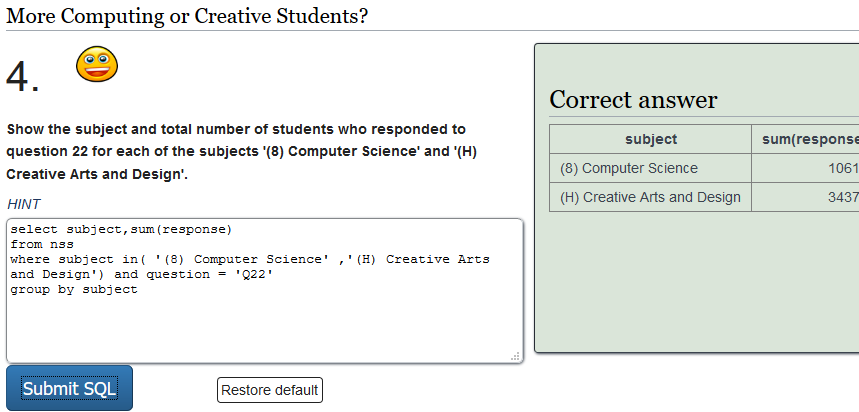 More Computing or Creative Students?
4.
Show the subject and total number of students who responded to
question 22 for each of the subjects '(8) Computer Science' and '(H)
Creative Arts and Design'.
HINT
select subject,sum(response)
from nss
where subject in( '(8) Computer Science' ,'(H) Creative Arts
and Design') and question = 'Q22'
group by subject
Submit SQL
Restore default
Correct answer
subject sum(response
(8) Computer Science 1061
(H) Creative Arts and Design 3437